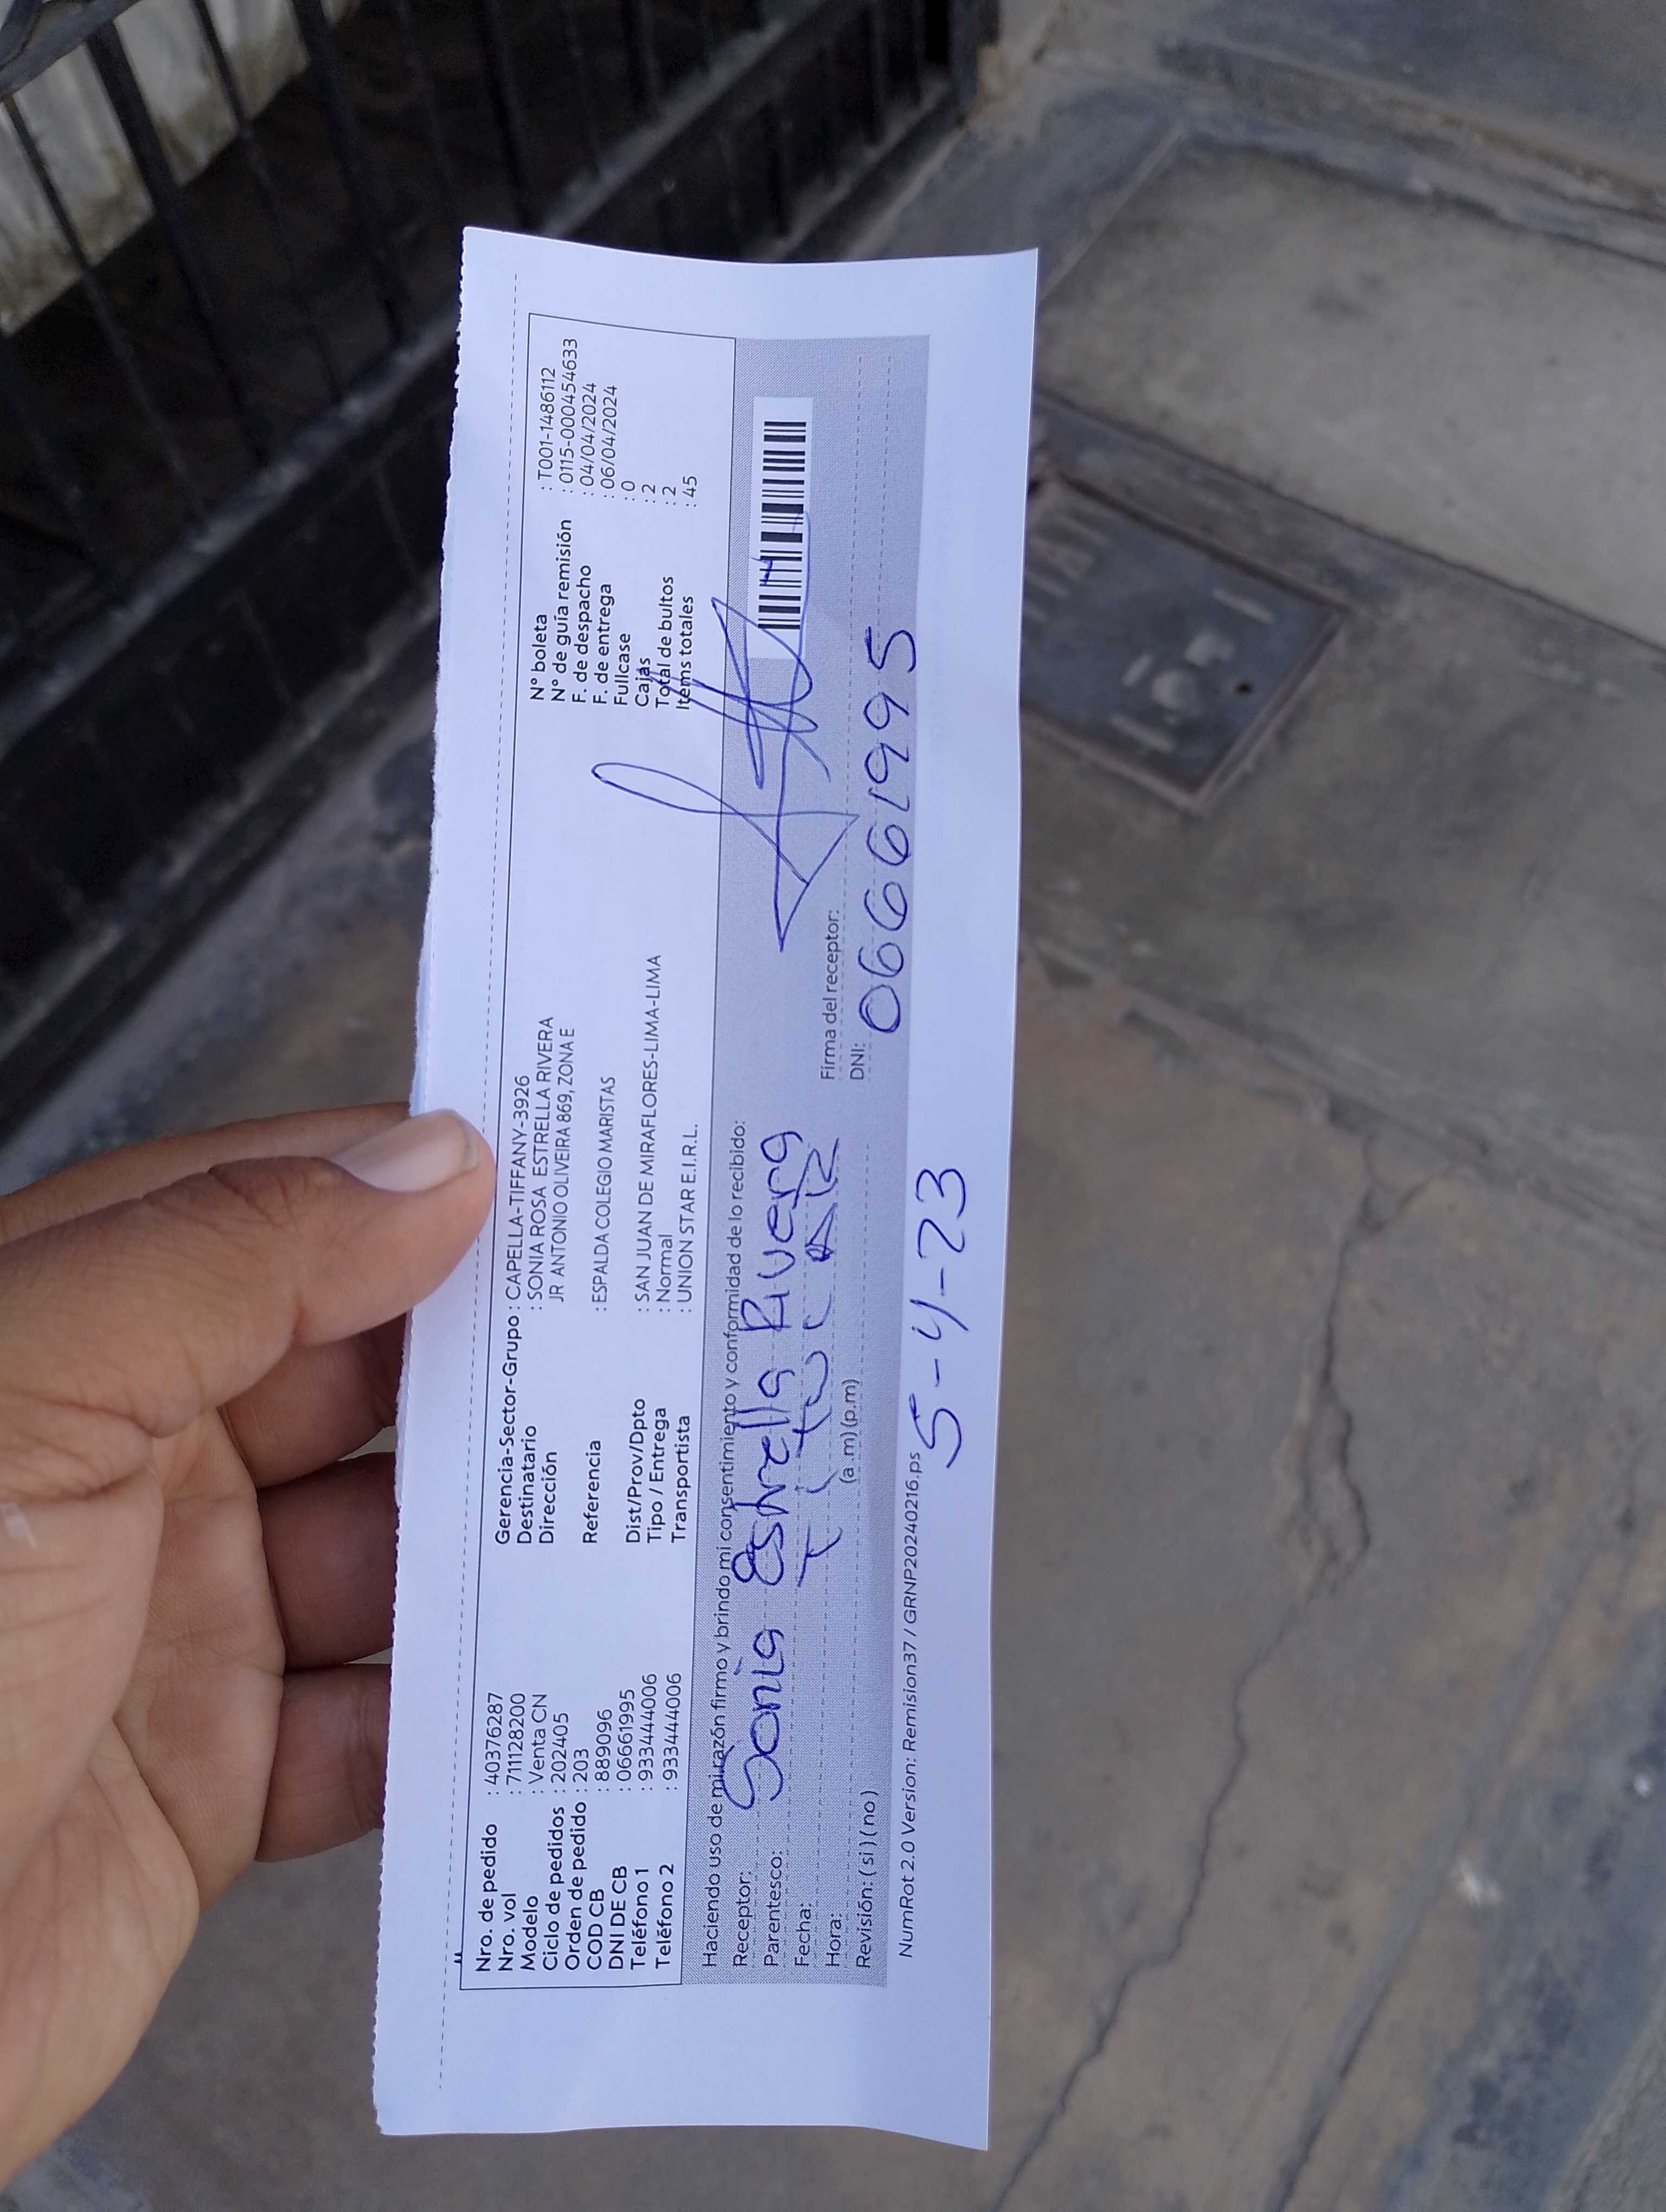 Nro. de pedido : 40376287
Nro. vol : 711128200
Modelo : Venta CN
Ciclo de pedidos : 202405
Orden de pedido : 203
COD CB : 889096
DNI DE CB : 06661995
Teléfono 1 : 933444006
Teléfono 2 : 933444006
Gerencia-Sector-Grupo : CAPELLA-TIFFANY-3926
Destinatario : SONIA ROSA ESTRELLA RIVERA
Dirección JR ANTONIO OLIVEIRA 869, ZONA E
Referencia : ESPALDA COLEGIO MARISTAS
Dist/Prov/Dpto : SAN JUAN DE MIRAFLORES-LIMA-LIMA
Tipo / Entrega : Normal
Transportista : UNION STAR E.I.R.L.
N° boleta : T001-1486112
N° de guía remisión : 0115-000454633
F. de despacho : 04/04/2024
F. de entrega : 06/04/2024
Fullcase : 0
Cajas : 2
Total de bultos : 2
Items totales : 45
Haciendo uso de mi razón firmo y brindo mi consentimiento y conformidad de lo recibido:
Receptor: Sonia Estrella Rivera
Parentesco:
Fecha:
Hora: (a.m)(p.m)
Revisión: ( si ) ( no )
Firma del receptor:
DNI: 06661995
NumRot 2.0 Version: Remision37 / GRNP20240216.ps
5-4-23